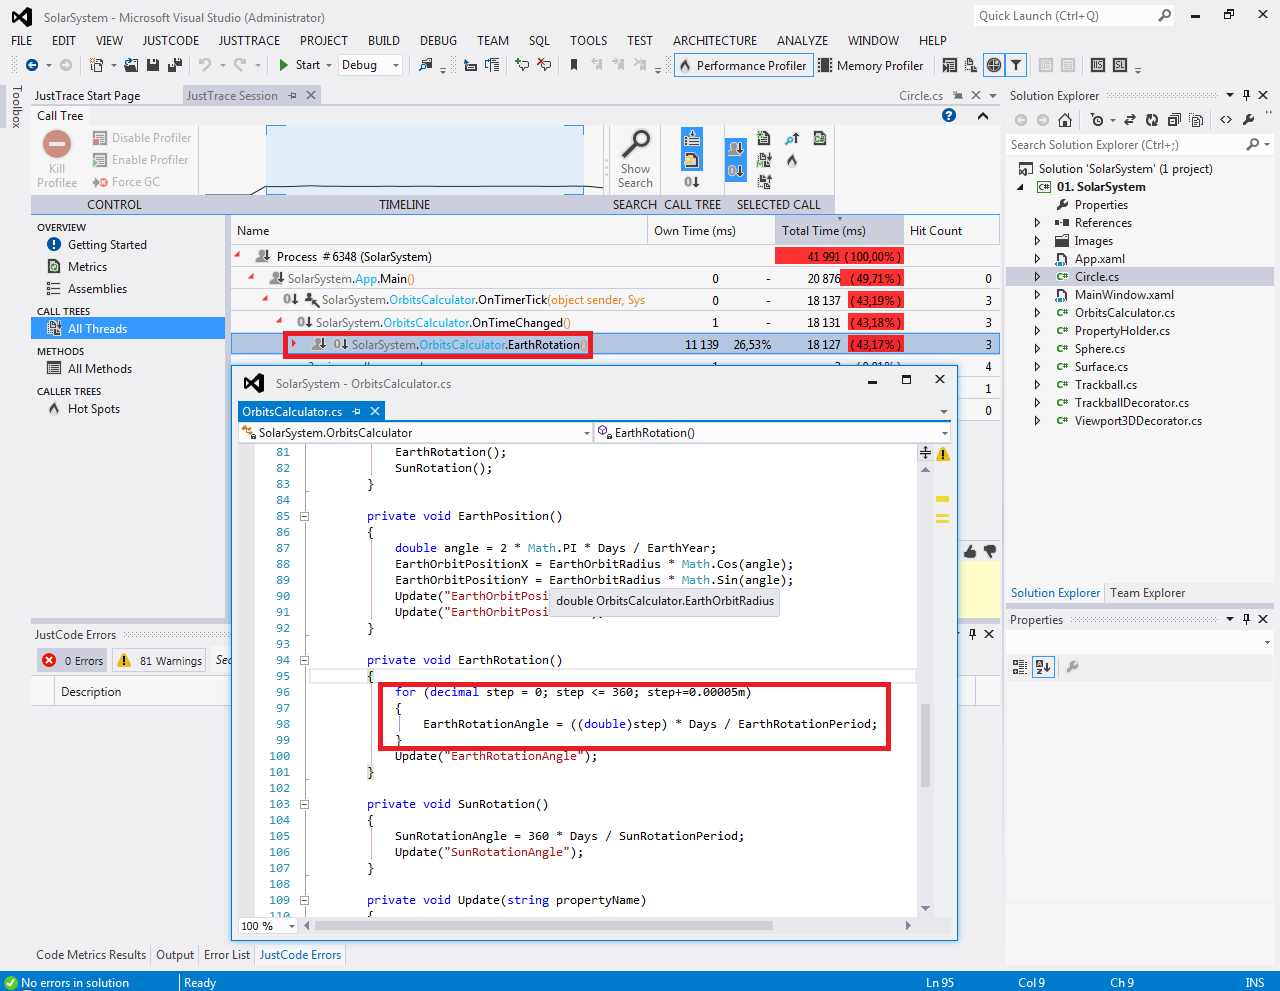 SolarSystem - Microsoft Visual Studio (Administrator)
Quick Launch (Ctrl+Q)
FILE EDIT VIEW JUSTCODE JUSTTRACE PROJECT BUILD DEBUG TEAM SQL TOOLS TEST ARCHITECTURE ANALYZE WINDOW HELP
Start Debug Performance Profiler Memory Profiler
Toolbox
JustTrace Start Page JustTrace Session Circle.cs
Call Tree
Kill Profilee
Disable Profiler
Enable Profiler
Force GC
Show Search
CONTROL TIMELINE SEARCH CALL TREE SELECTED CALL
OVERVIEW
Getting Started
Metrics
Assemblies
CALL TREES
All Threads
METHODS
All Methods
CALLER TREES
Hot Spots
Name Own Time (ms) Total Time (ms) Hit Count
Process # 6348 (SolarSystem) 41 991 (100,00%)
SolarSystem.App.Main() 0 - 20 876 (49,71%) 0
SolarSystem.OrbitsCalculator.OnTimerTick(object sender, Sys 0 - 18 137 (43,19%) 3
SolarSystem.OrbitsCalculator.OnTimeChanged() 1 - 18 131 (43,18%) 3
SolarSystem.OrbitsCalculator.EarthRotation() 11 139 26,53% 18 127 (43,17%) 3
4
1
0
SolarSystem - OrbitsCalculator.cs
OrbitsCalculator.cs
SolarSystem.OrbitsCalculator EarthRotation()
81 EarthRotation();
82 SunRotation();
83 }
84
85 private void EarthPosition()
86 {
87 double angle = 2 * Math.PI * Days / EarthYear;
88 EarthOrbitPositionX = EarthOrbitRadius * Math.Cos(angle);
89 EarthOrbitPositionY = EarthOrbitRadius * Math.Sin(angle);
90 Update("EarthOrbitPosi
91 Update("EarthOrbitPosi
double OrbitsCalculator.EarthOrbitRadius
92 }
93
94 private void EarthRotation()
95 {
96 for (decimal step = 0; step <= 360; step+=0.00005m)
97 {
98 EarthRotationAngle = ((double)step) * Days / EarthRotationPeriod;
99 }
100 Update("EarthRotationAngle");
101 }
102
103 private void SunRotation()
104 {
105 SunRotationAngle = 360 * Days / SunRotationPeriod;
106 Update("SunRotationAngle");
107 }
108
109 private void Update(string propertyName)
110 {
100 %
JustCode Errors
0 Errors 81 Warnings Sea
Description
Code Metrics Results Output Error List JustCode Errors
Solution Explorer
Search Solution Explorer (Ctrl+;)
Solution 'SolarSystem' (1 project)
01. SolarSystem
Properties
References
Images
App.xaml
Circle.cs
MainWindow.xaml
OrbitsCalculator.cs
PropertyHolder.cs
Sphere.cs
Surface.cs
Trackball.cs
TrackballDecorator.cs
Viewport3DDecorator.cs
Solution Explorer Team Explorer
Properties
No errors in solution Ready Ln 95 Col 9 Ch 9 INS